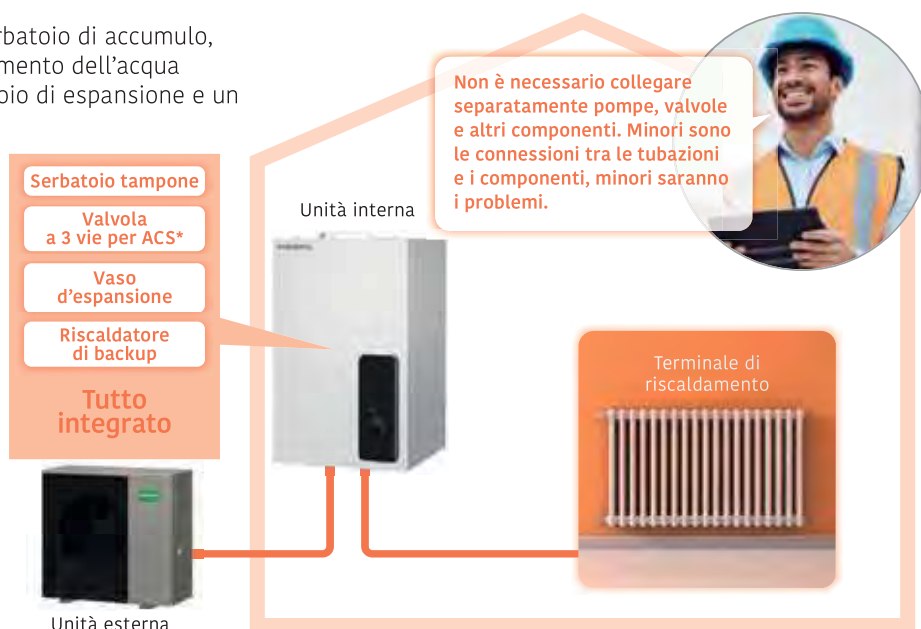 rbatoio di accumulo,
mento dell'acqua
oio di espansione e un
Non è necessario collegare
separatamente pompe, valvole
e altri componenti. Minori sono
le connessioni tra le tubazioni
e i componenti, minori saranno
i problemi.
Serbatoio tampone
Valvola
a 3 vie per ACS*
Vaso
d'espansione
Riscaldatore
di backup
Tutto
integrato
Unità interna
Terminale di
riscaldamento
Unità esterna